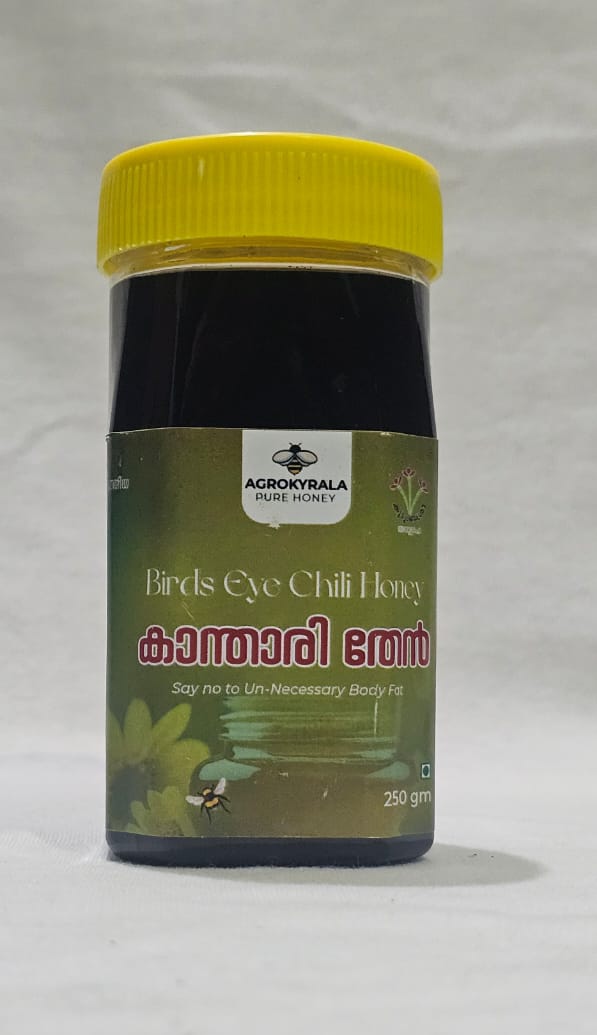 AGROKYRALA
PURE HONEY
Birds Eye Chili Honey
കാന്താരി തേൻ
Say no to Un-Necessary Body Fat
250 gm